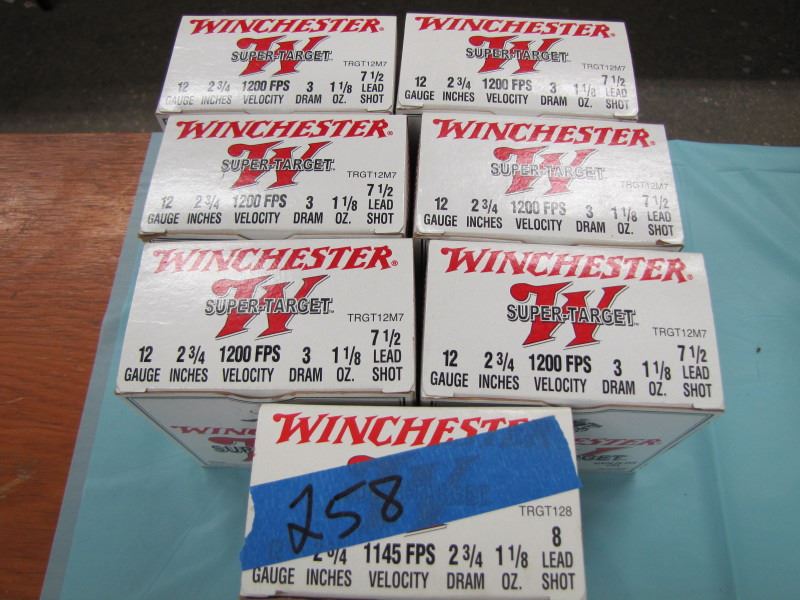 WINCHESTER
W
SUPER-TARGET
TRGT12M7
12 2 3/4 1200 FPS 3 1 1/8 7 1/2 LEAD
GAUGE INCHES VELOCITY DRAM OZ. SHOT
WINCHESTER
W
SUPER-TARGET
TRGT12M7
12 2 3/4 1200 FPS 3 1 1/8 7 1/2 LEAD
GAUGE INCHES VELOCITY DRAM OZ. SHOT
WINCHESTER®
W
SUPER-TARGET
TRGT12M7
12 2 3/4 1200 FPS 3 1 1/8 7 1/2 LEAD
GAUGE INCHES VELOCITY DRAM OZ. SHOT
WINCHESTER®
W
SUPER-TARGET
TRGT12M7
12 2 3/4 1200 FPS 3 1 1/8 7 1/2 LEAD
GAUGE INCHES VELOCITY DRAM OZ. SHOT
WINCHESTER®
W
SUPER-TARGET™
TRGT12M7
12 2 3/4 1200 FPS 3 1 1/8 7 1/2 LEAD
GAUGE INCHES VELOCITY DRAM OZ. SHOT
WINCHESTER®
W
SUPER-TARGET™
TRGT12M7
12 2 3/4 1200 FPS 3 1 1/8 7 1/2 LEAD
GAUGE INCHES VELOCITY DRAM OZ. SHOT
WINCHESTER
258
TRGT128
2 3/4 1145 FPS 2 3/4 1 1/8 8 LEAD
GAUGE INCHES VELOCITY DRAM OZ. SHOT